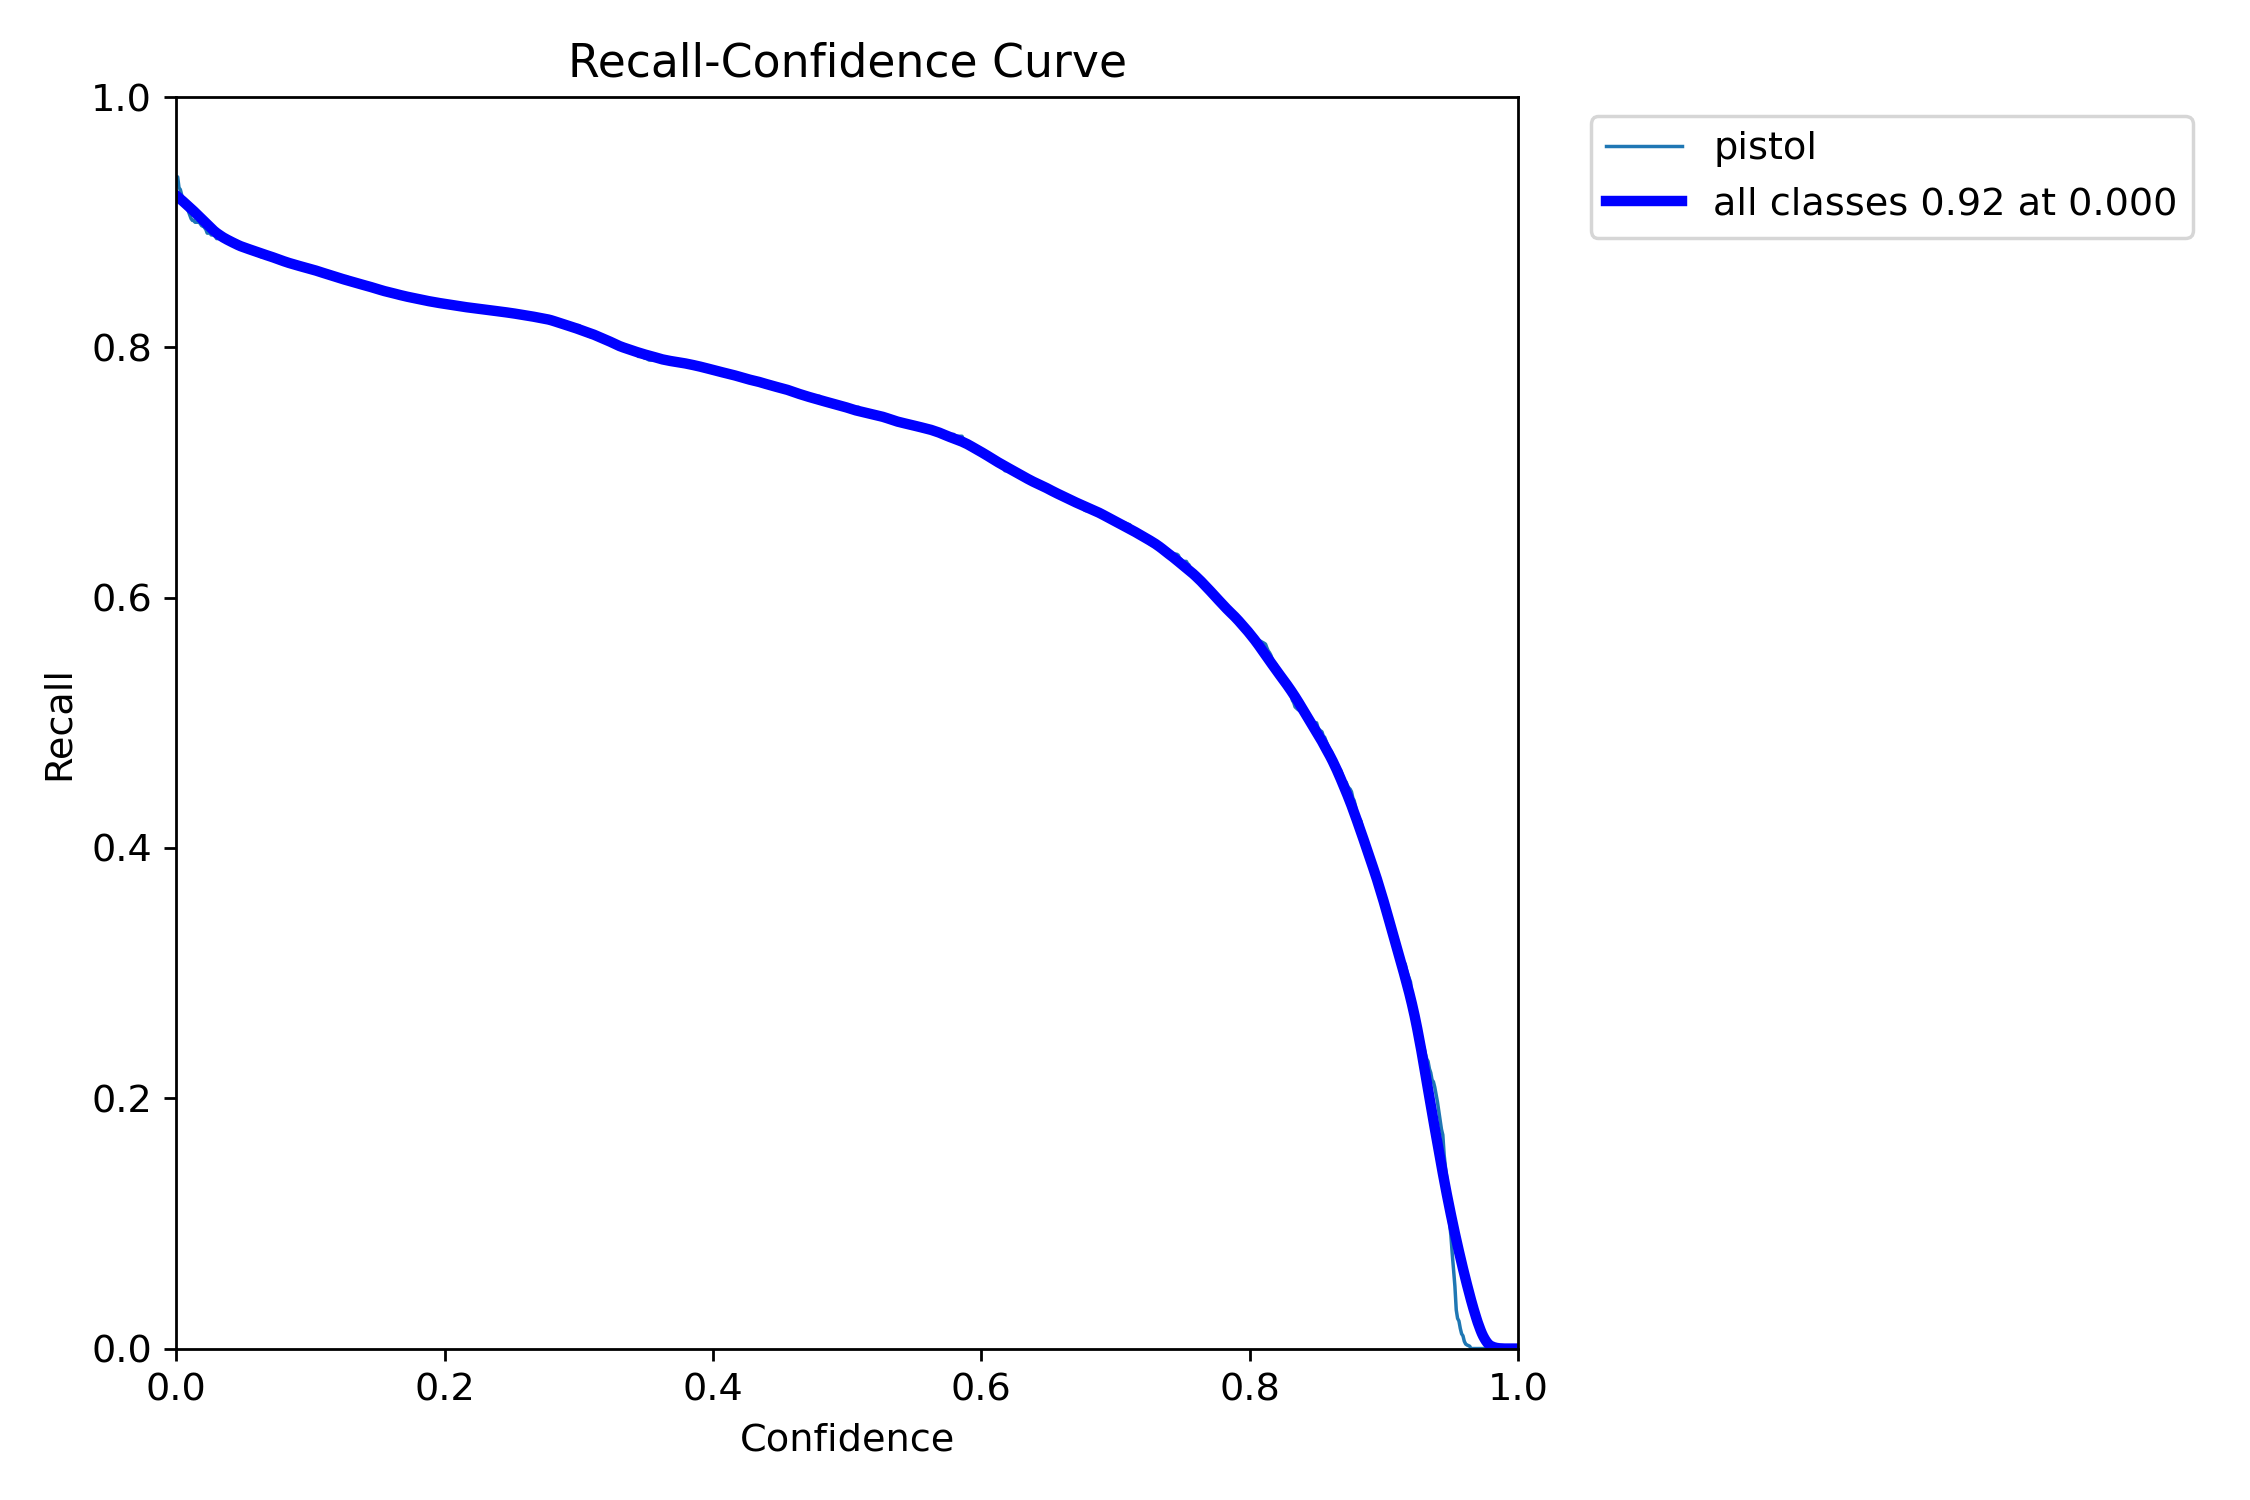 Recall-Confidence Curve
pistol
all classes 0.92 at 0.000
1.0
0.8
0.6
0.4
0.2
0.0
Recall
0.0 0.2 0.4 0.6 0.8 1.0
Confidence